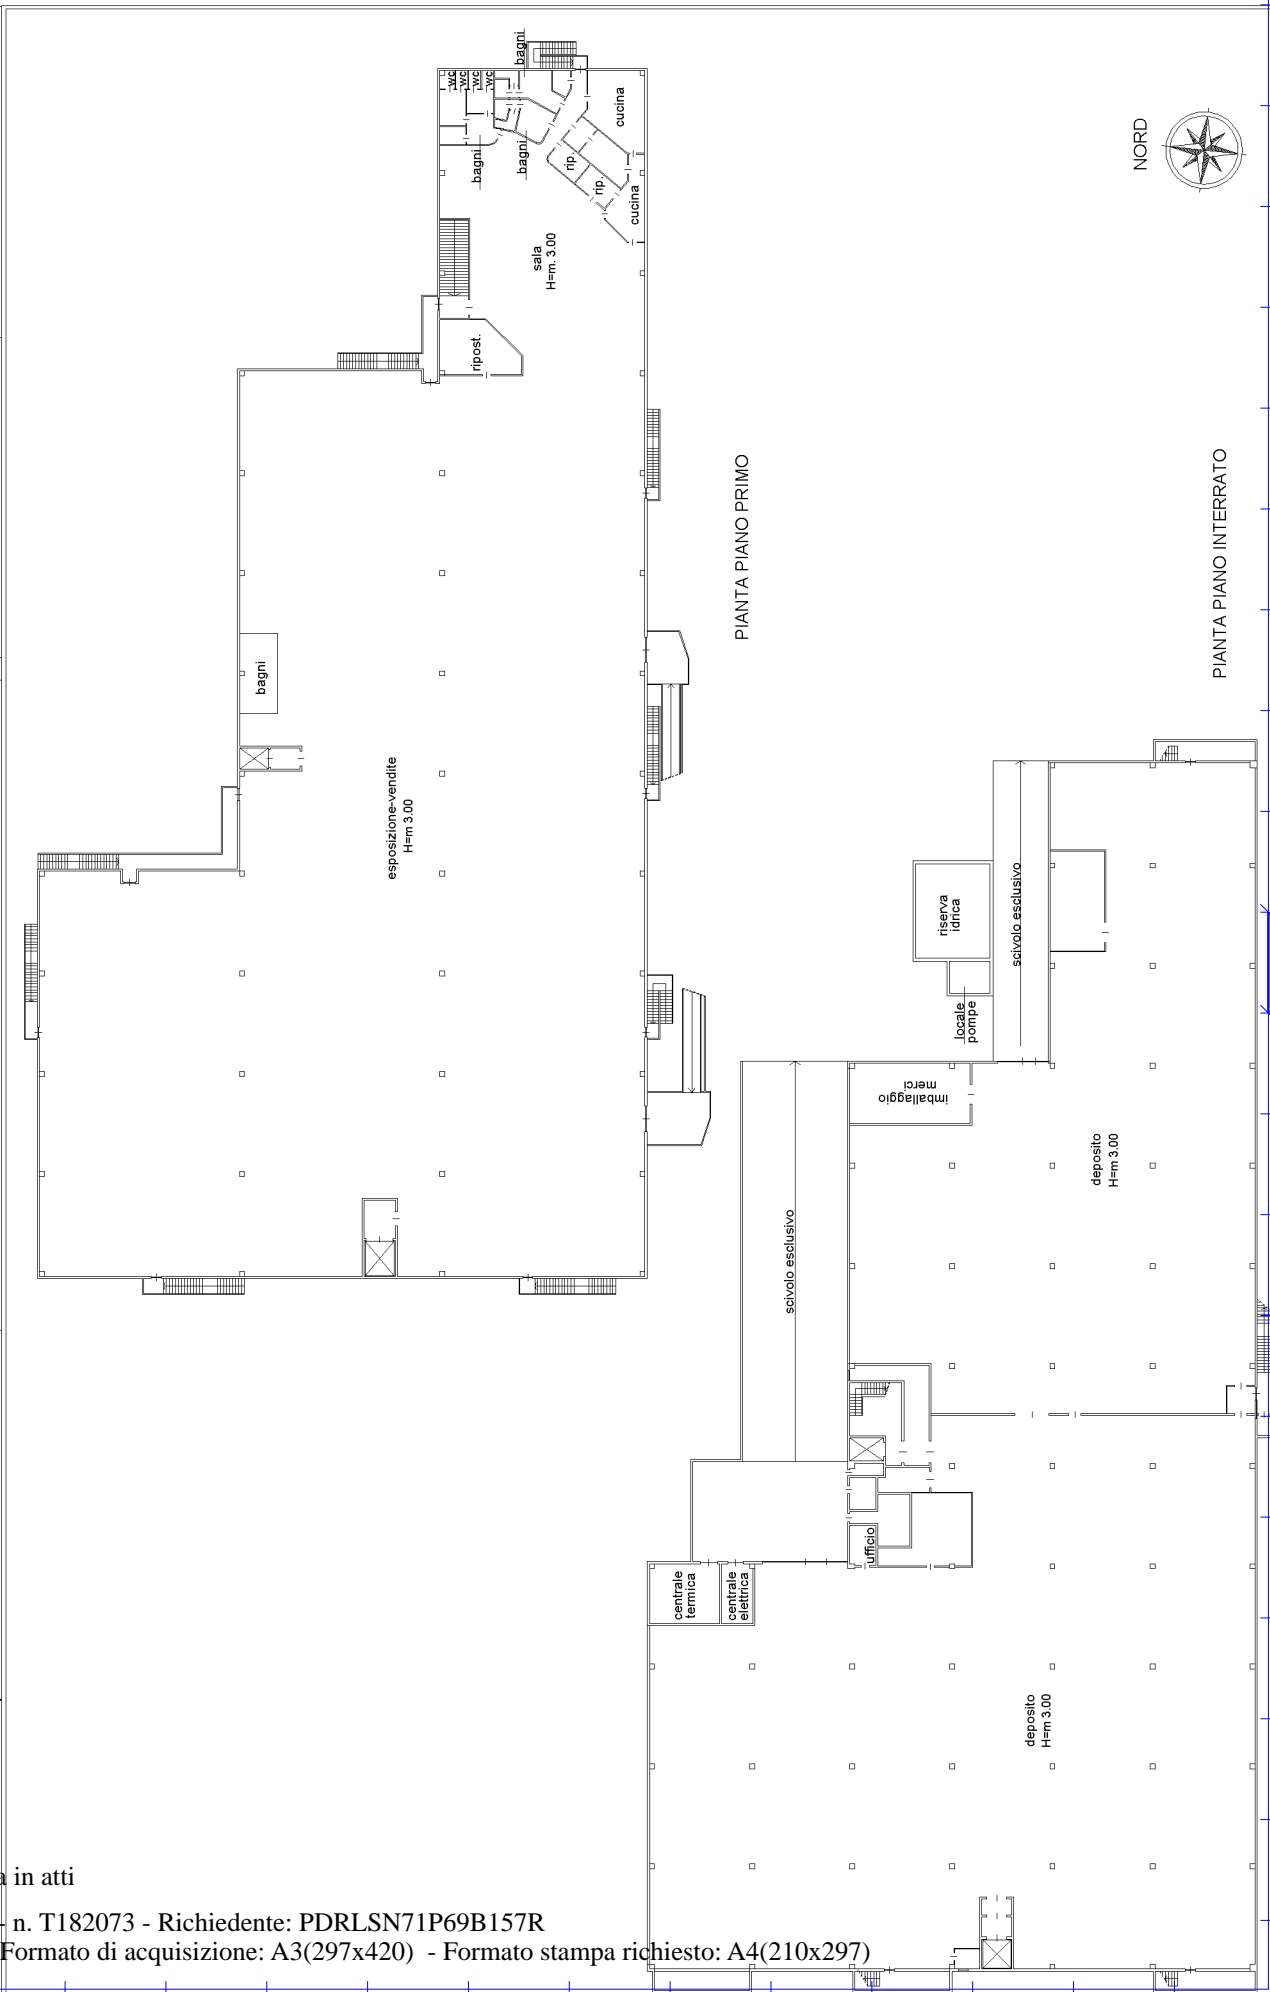 bagni
wc
wc
wc
wc
cucina
bagni
bagni
rip.
rip.
cucina
sala
H=m. 3.00
ripost.
NORD
PIANTA PIANO PRIMO
PIANTA PIANO INTERRATO
bagni
esposizione-vendite
H=m 3.00
riserva
idrica
scivolo esclusivo
locale
pompe
imballaggio
merci
deposito
H=m 3.00
scivolo esclusivo
ufficio
centrale
termica
centrale
elettrica
deposito
H=m 3.00
in atti
n. T182073 - Richiedente: PDRLSN71P69B157R
Formato di acquisizione: A3(297x420) - Formato stampa richiesto: A4(210x297)